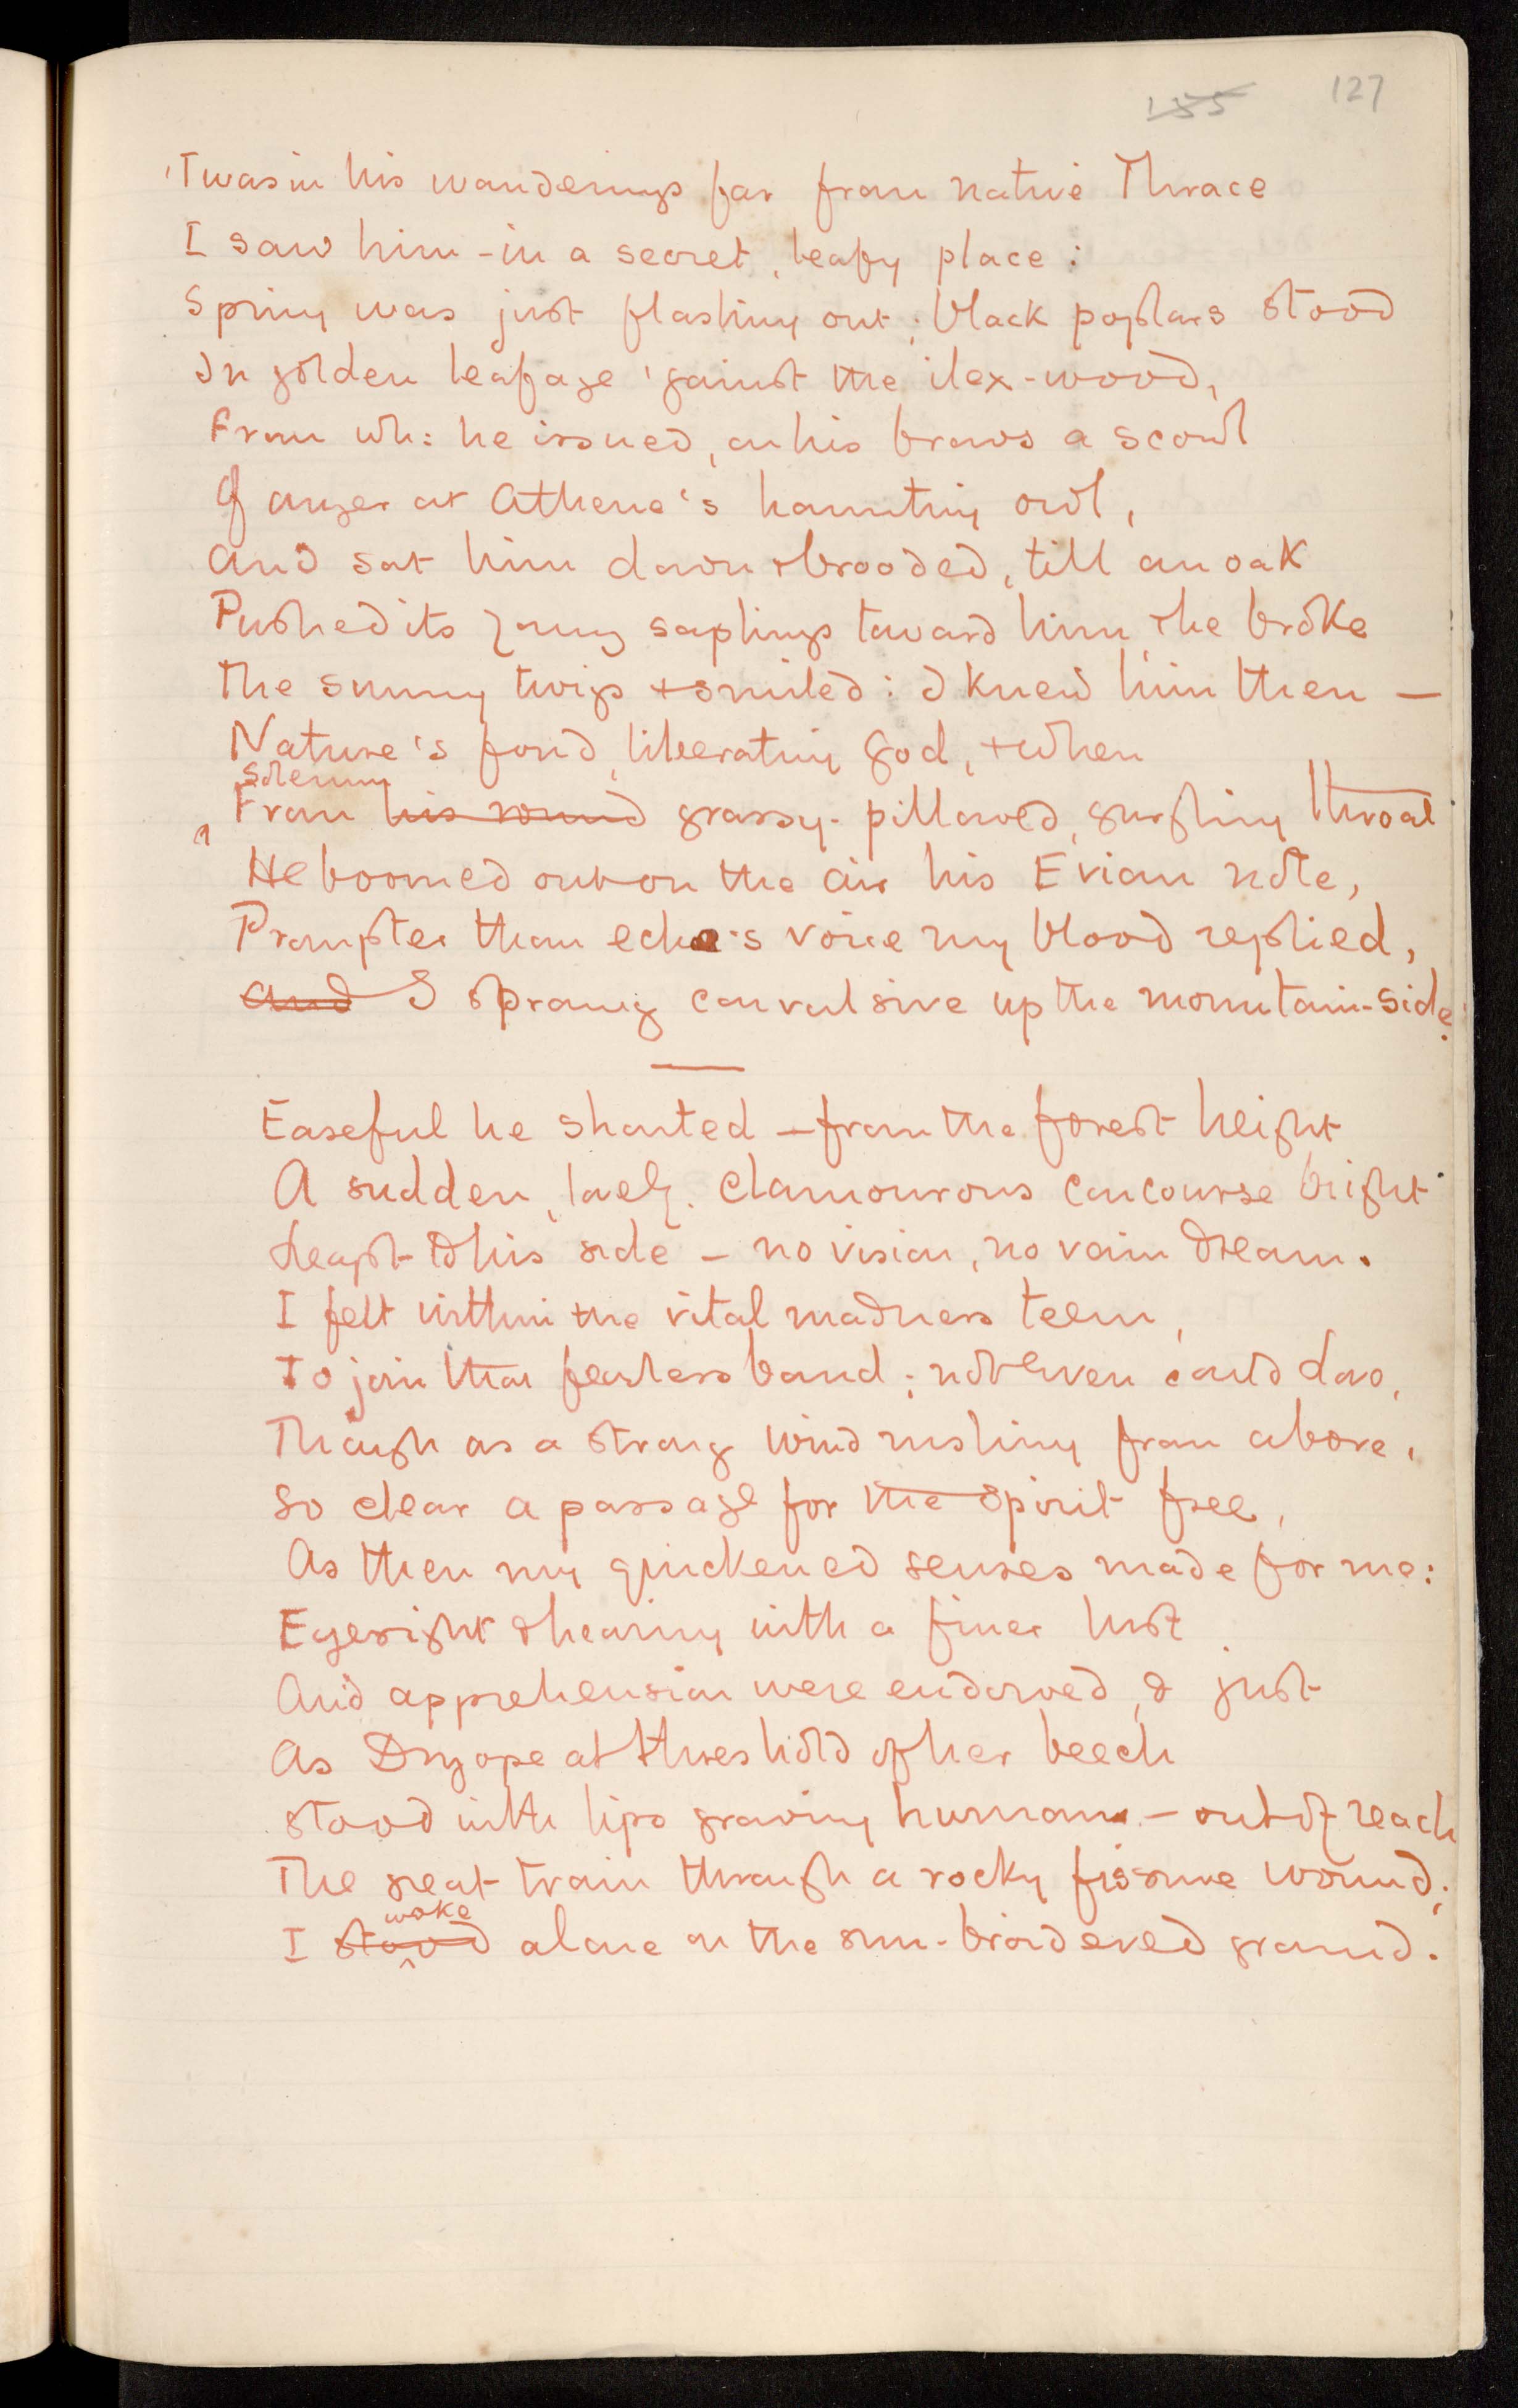 155 127
'Twas in his wanderings far from native Thrace
I saw him – in a secret, leafy place:
Spring was just flashing out; black poplars stood
In golden leafage 'gainst the ilex-wood,
From wh: he issued, on his brows a scowl
Of anger at Athene's haunting owl,
And sat him down & brooded, till an oak
Pushed its young saplings toward him, & he broke
The sunny twigs & smiled: I knew him then –
Nature's fond, liberating god, & when
Solemn
From his round grassy-pillowed, gurgling throat
He boomed out on the air his Evian note,
Prompter than echo's voice my blood replied,
And I sprang convulsive up the mountain-side.
Easeful he shouted – from the forest height
A sudden, lovely, clamourous concourse bright
Leapt to his side – no vision, no vain dream.
I felt within the vital madness teem,
To join that fearless band; not even could Love,
Though as a strong wind rushing from above,
So clear a passage for the spirit free,
As then my quickened senses made for me:
Eyesight & hearing with a finer lust
And apprehension were endowed, & just
As Dryope at threshold of her beech
Stood with lips growing human – out of reach
The great train through a rocky fissure wound;
woke
I stood alone on the sun-broidered ground.